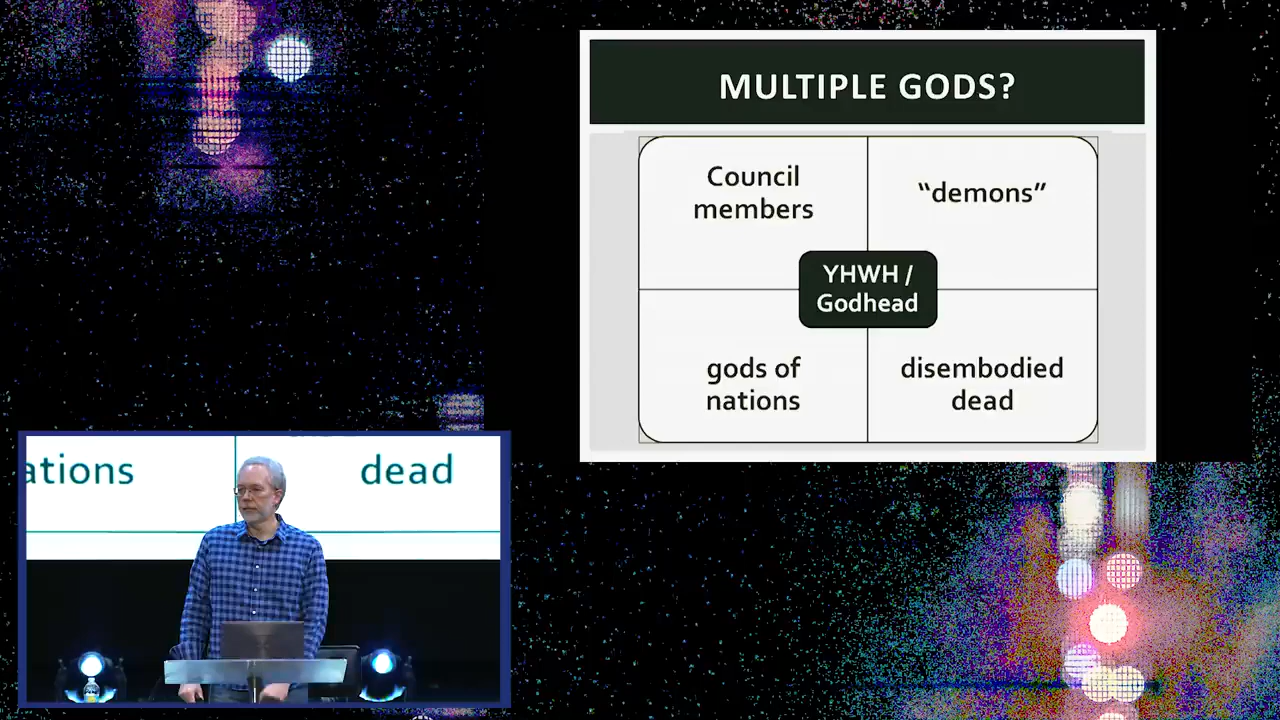 MULTIPLE GODS?
Council
members
“demons”
YHWH /
Godhead
gods of
nations
disembodied
dead
ations
dead